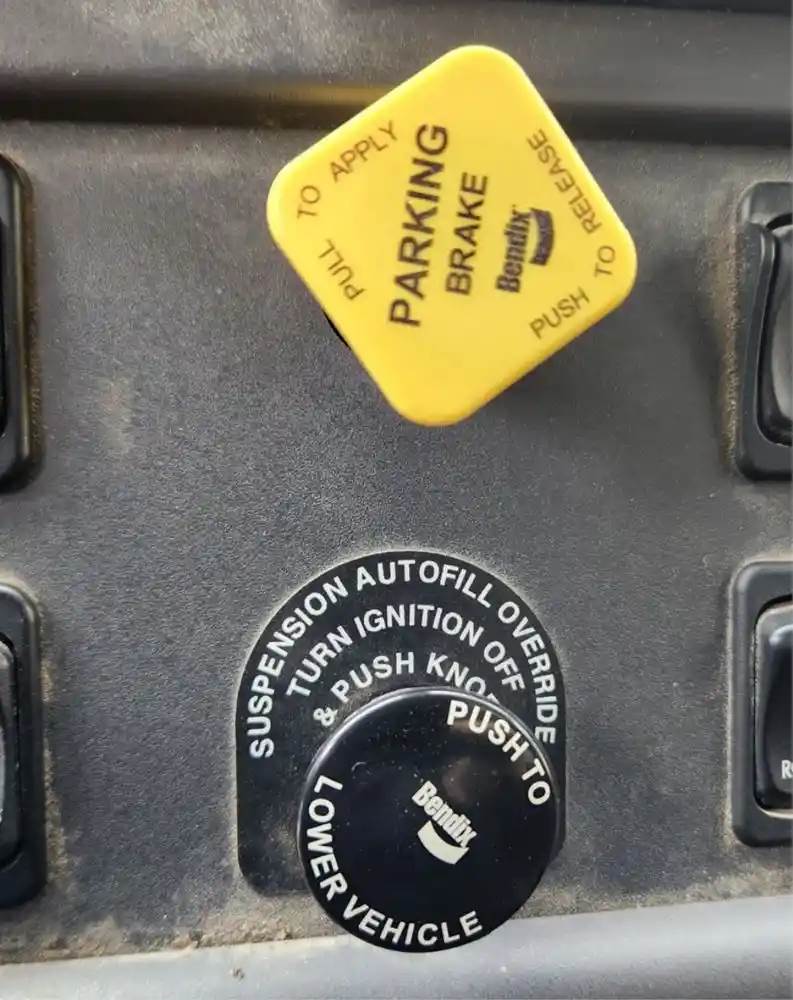 PULL TO APPLY
PARKING
BRAKE
Bendix
PUSH TO RELEASE
SUSPENSION AUTOFILL OVERRIDE
TURN IGNITION OFF
& PUSH KNO
PUSH TO
Bendix
LOWER VEHICLE